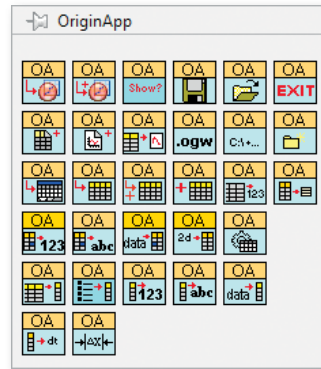 OriginApp
OA OA OA OA OA OA
Show? EXIT
OA OA OA OA OA OA
.ogw C:\+...
OA OA OA OA OA OA
123
OA OA OA OA OA
123 abc data 2d
OA OA OA OA OA
123 abc data
OA OA
dt ΔX